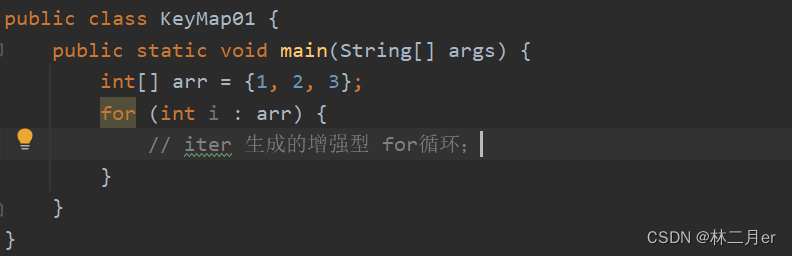 public class KeyMap01 {
    public static void main(String[] args) {
        int[] arr = {1, 2, 3};
        for (int i : arr) {
            // iter 生成的增强型 for循环;
        }
    }
}
CSDN @林二月er